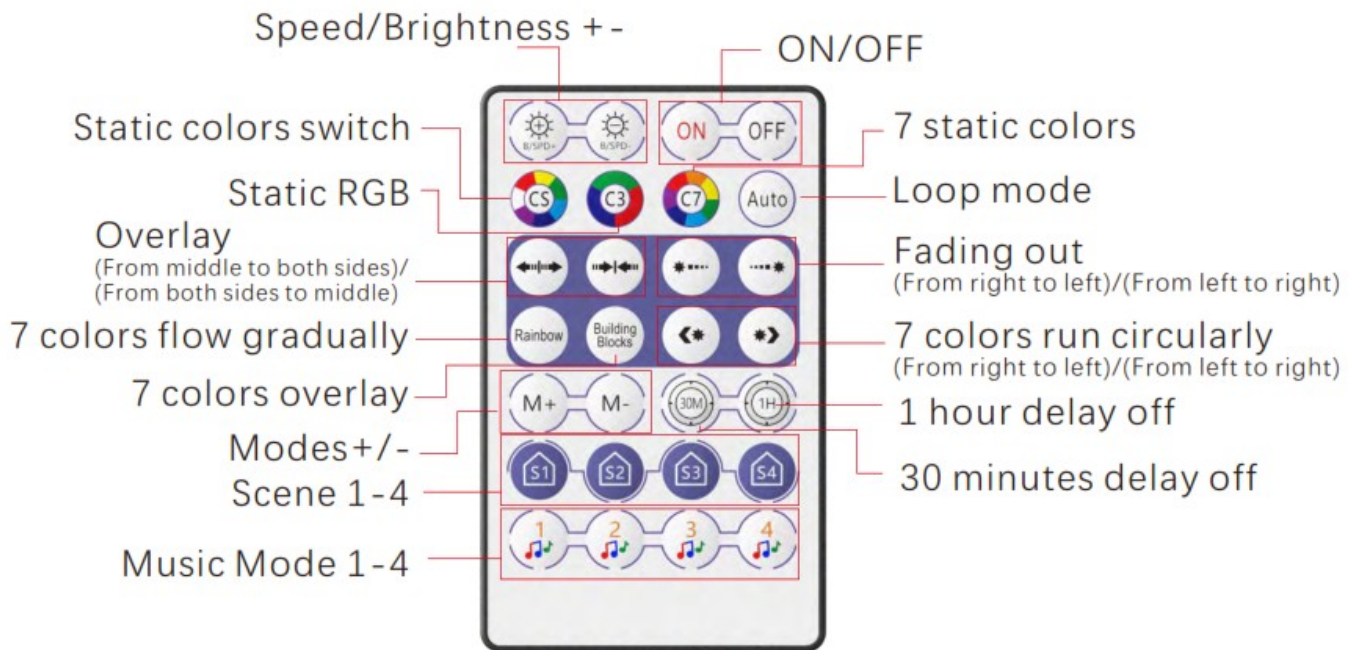 Speed/Brightness + -
ON/OFF
B/SPD+
B/SPD-
ON
OFF
Static colors switch
7 static colors
CS
C3
C7
Auto
Static RGB
Loop mode
Overlay
(From middle to both sides)/
(From both sides to middle)
Fading out
(From right to left)/(From left to right)
7 colors flow gradually
Rainbow
Building
Blocks
7 colors run circularly
(From right to left)/(From left to right)
7 colors overlay
M+
M-
30M
1H
1 hour delay off
Modes+/-
30 minutes delay off
S1
S2
S3
S4
Scene 1-4
1
2
3
4
Music Mode 1-4